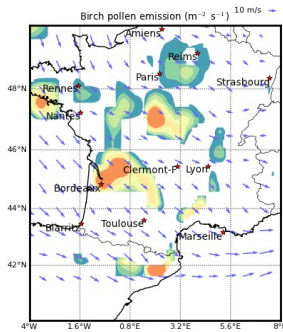 10 m/s
Birch pollen emission (m⁻² s⁻¹)
Amiens
Reims
Paris
Strasbourg
48°N
Rennes
Nantes
46°N
Clermont-F
Lyon
Bordeaux
44°N
Toulouse
Biarritz
Marseille
42°N
4°W 1.6°W 0.8°E 3.2°E 5.6°E 8°